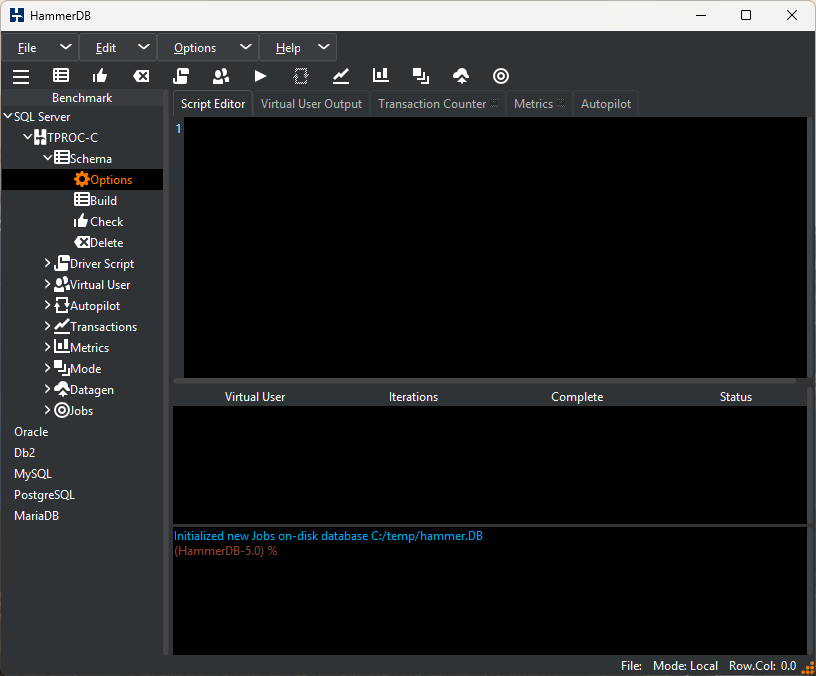 HammerDB
File Edit Options Help
Benchmark
Script Editor Virtual User Output Transaction Counter Metrics Autopilot
1
SQL Server
TPROC-C
Schema
Options
Build
Check
Delete
Driver Script
Virtual User
Autopilot
Transactions
Metrics
Mode
Datagen
Jobs
Oracle
Db2
MySQL
PostgreSQL
MariaDB
Virtual User Iterations Complete Status
Initialized new Jobs on-disk database C:/temp/hammer.DB
(HammerDB-5.0) %
File: Mode: Local Row.Col: 0.0